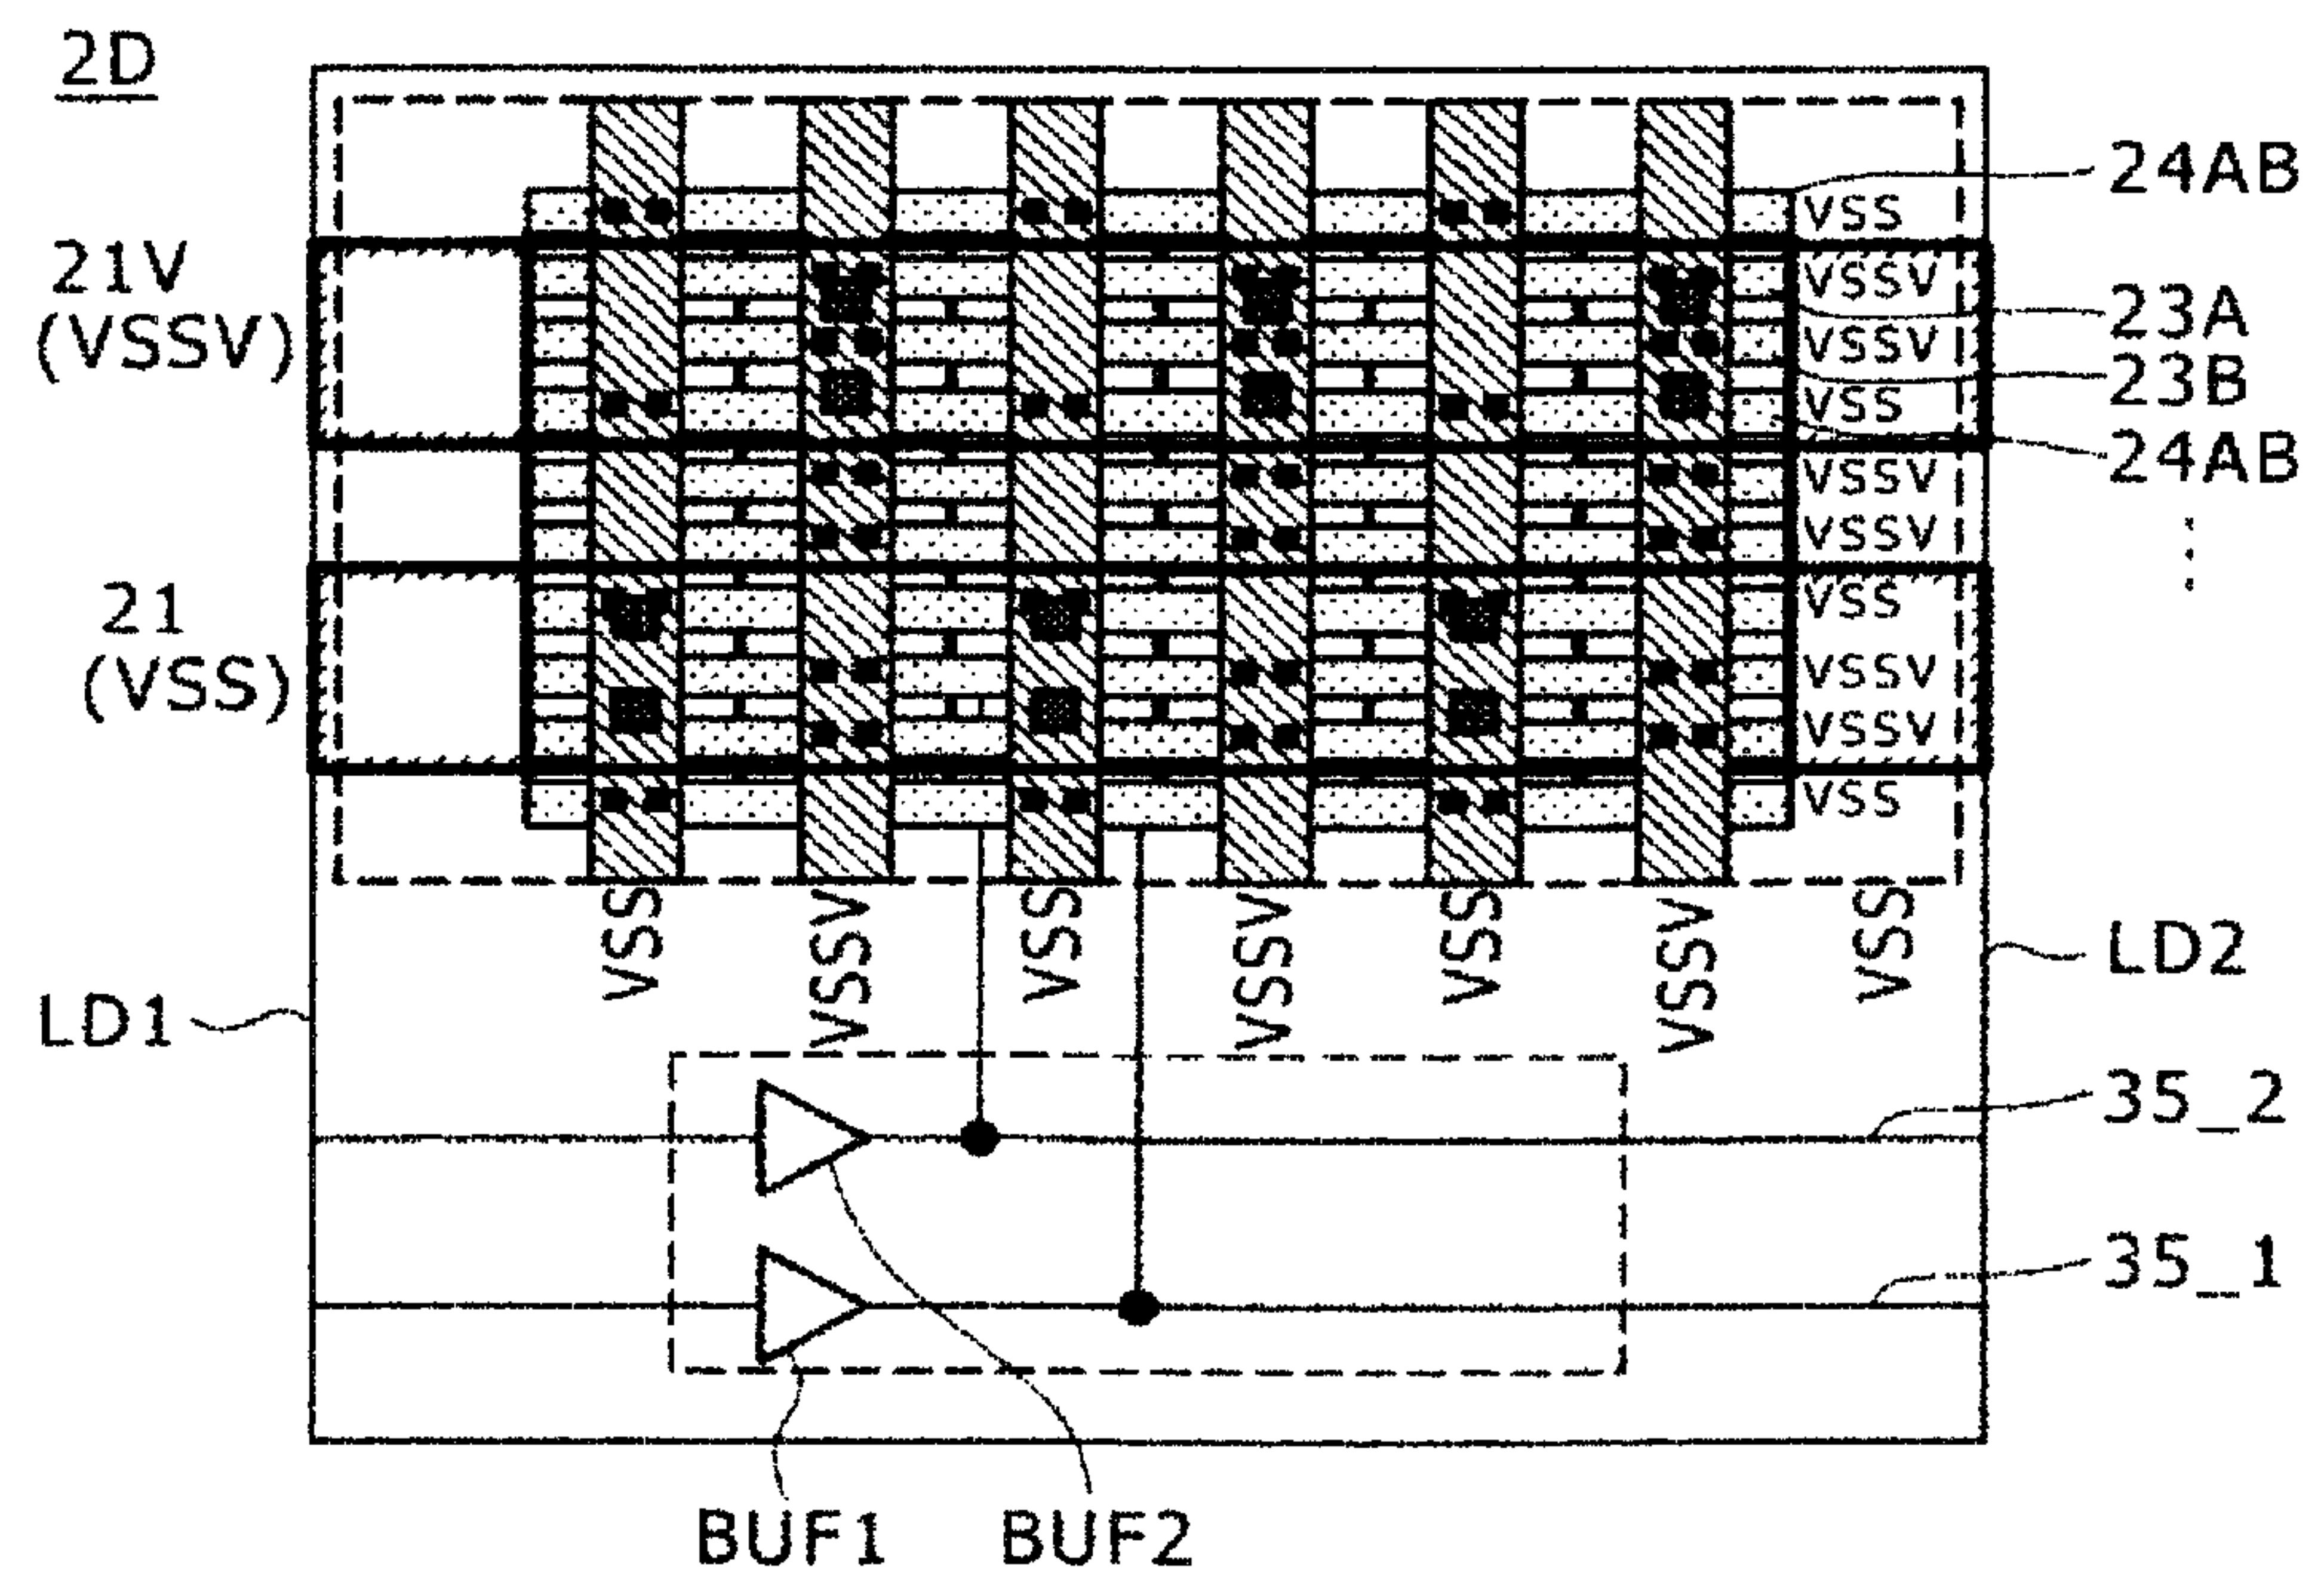 2D
24AB
VSS
21V
(VSSV)
VSSV
23A
VSSV
23B
VSS
24AB
VSSV
VSSV
21
(VSS)
VSS
VSSV
VSSV
VSS
VSS
VSSV
VSS
VSSV
VSS
VSSV
VSS
LD2
LD1
35_2
35_1
BUF1
BUF2